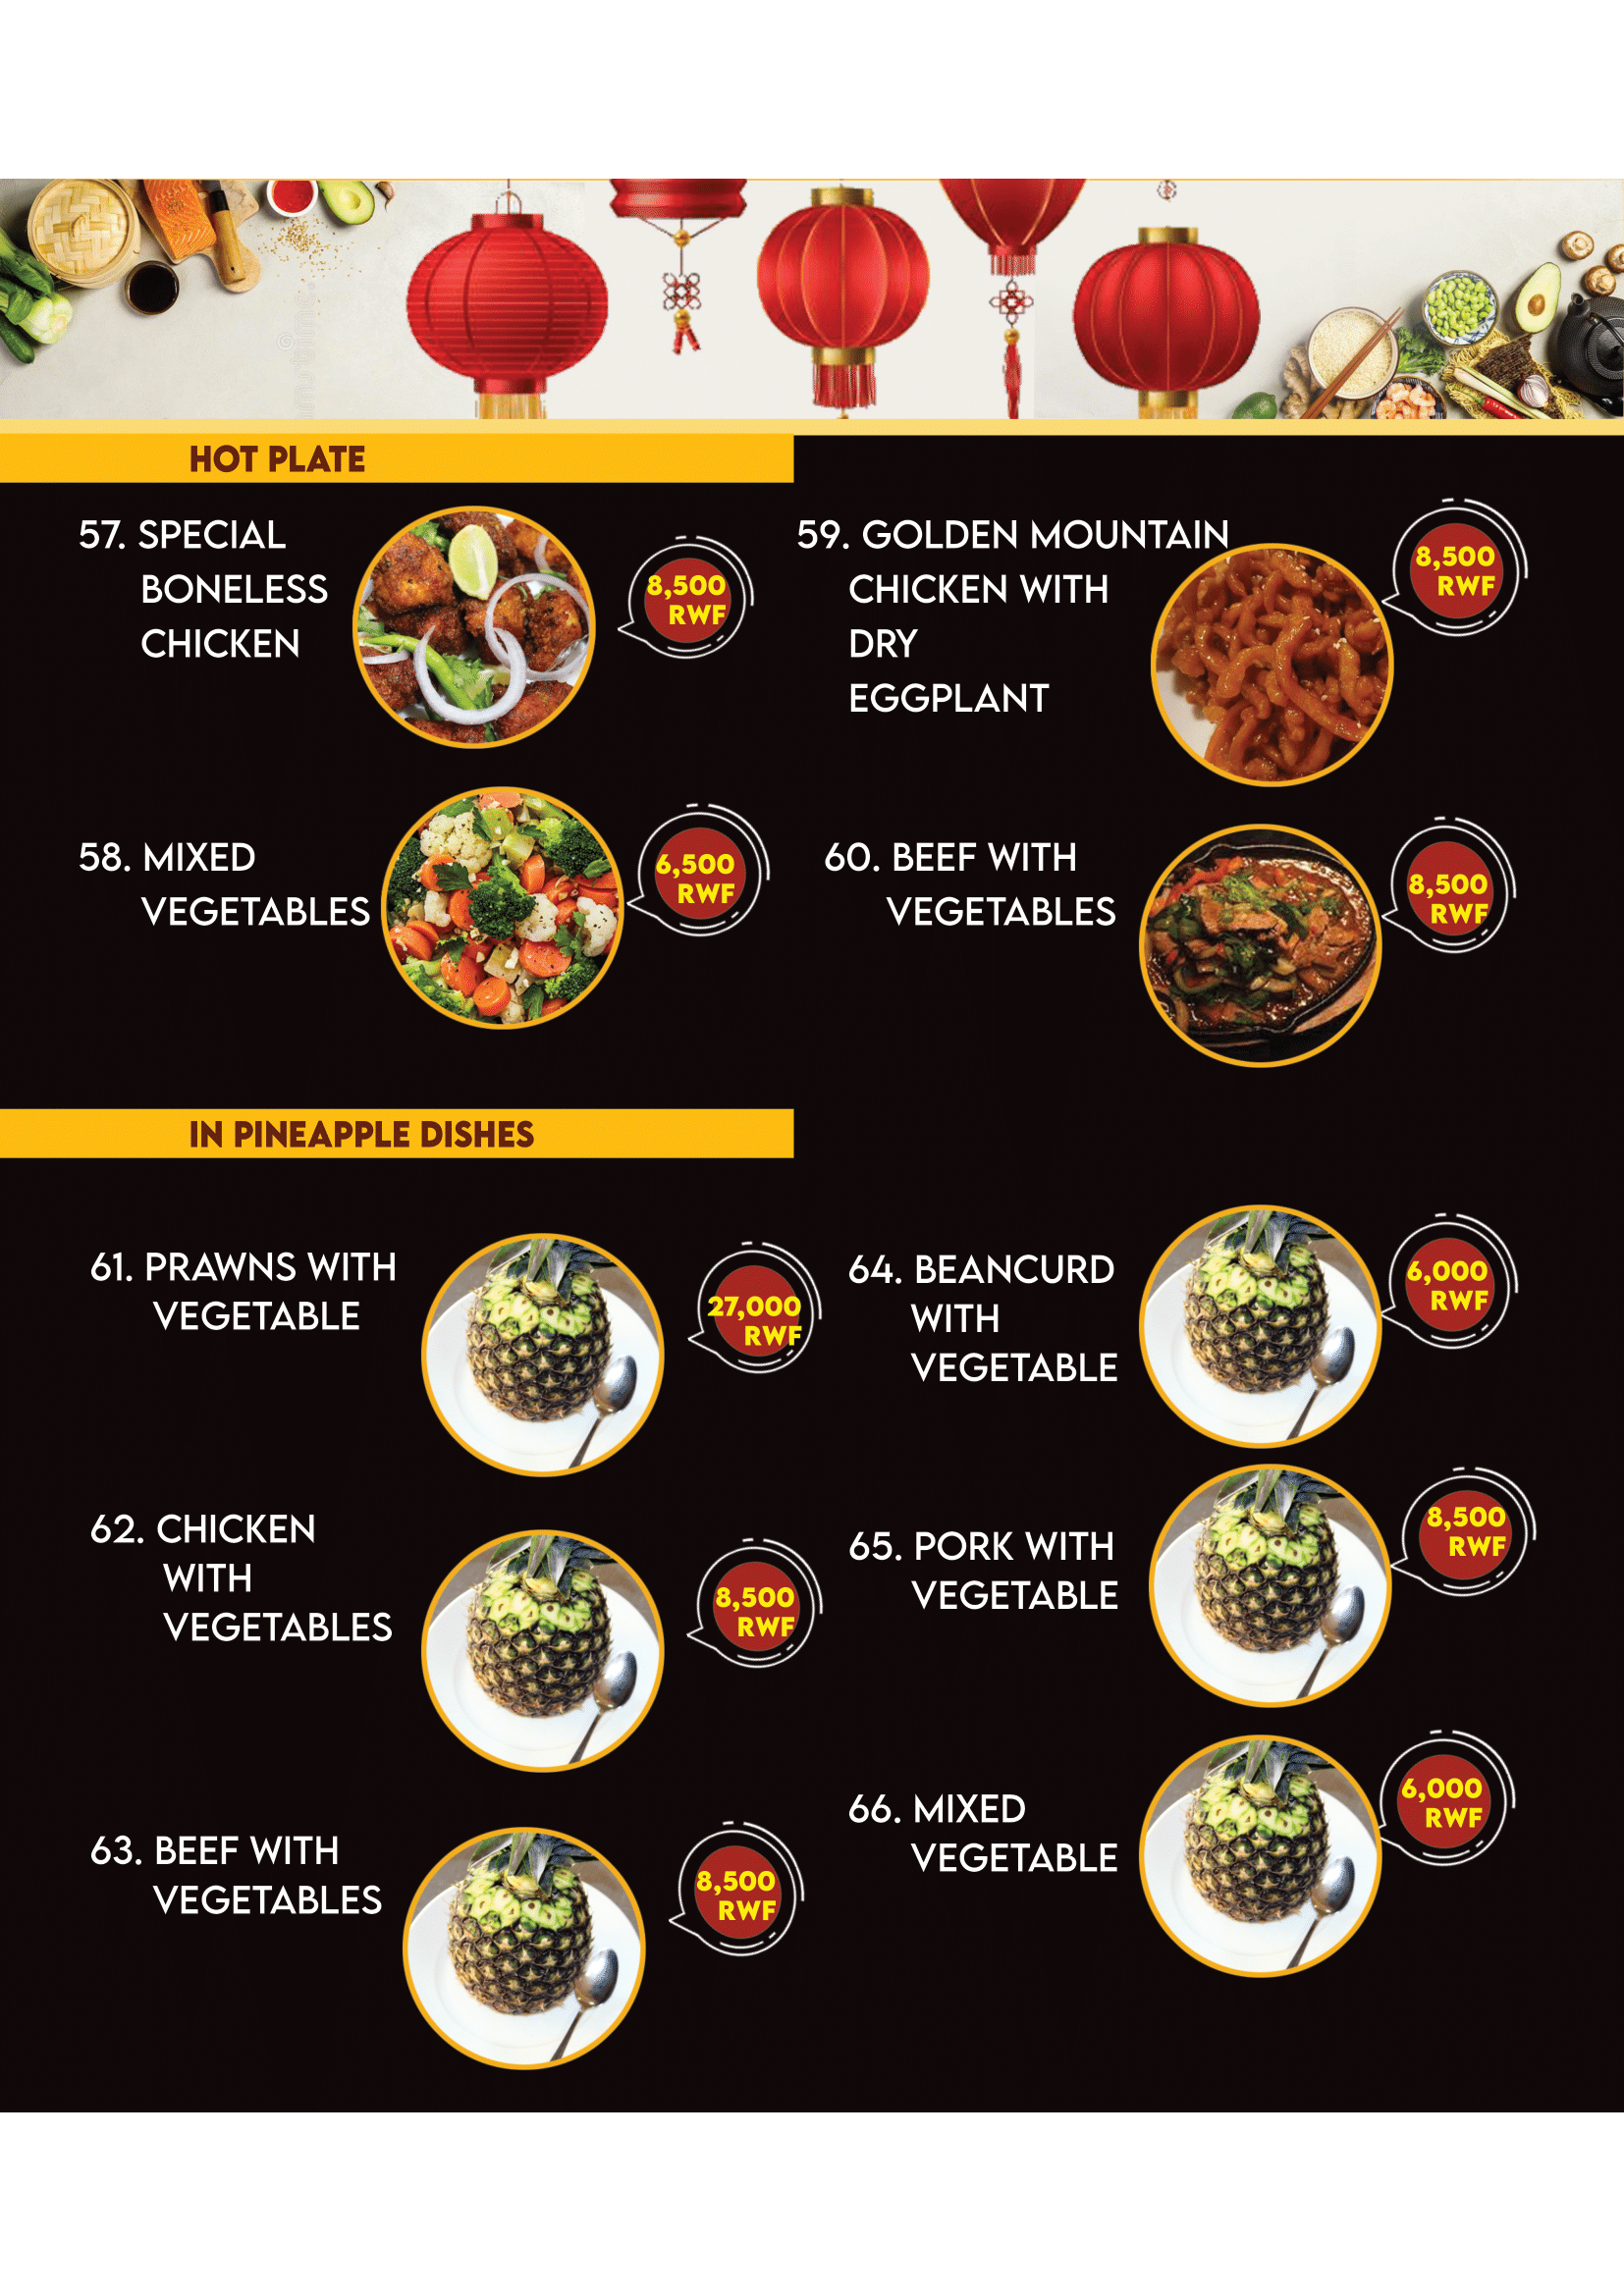 HOT PLATE
57. SPECIAL
BONELESS
CHICKEN
8,500
RWF
58. MIXED
VEGETABLES
6,500
RWF
59. GOLDEN MOUNTAIN
CHICKEN WITH
DRY
EGGPLANT
8,500
RWF
60. BEEF WITH
VEGETABLES
8,500
RWF
IN PINEAPPLE DISHES
61. PRAWNS WITH
VEGETABLE
27,000
RWF
62. CHICKEN
WITH
VEGETABLES
8,500
RWF
63. BEEF WITH
VEGETABLES
8,500
RWF
64. BEANCURD
WITH
VEGETABLE
6,000
RWF
65. PORK WITH
VEGETABLE
8,500
RWF
66. MIXED
VEGETABLE
6,000
RWF